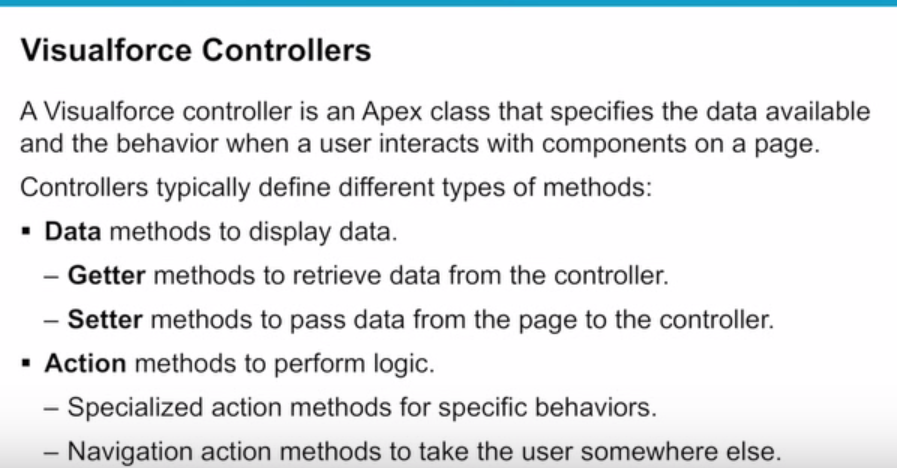 Visualforce Controllers
A Visualforce controller is an Apex class that specifies the data available
and the behavior when a user interacts with components on a page.
Controllers typically define different types of methods:
▪ Data methods to display data.
– Getter methods to retrieve data from the controller.
– Setter methods to pass data from the page to the controller.
▪ Action methods to perform logic.
– Specialized action methods for specific behaviors.
– Navigation action methods to take the user somewhere else.